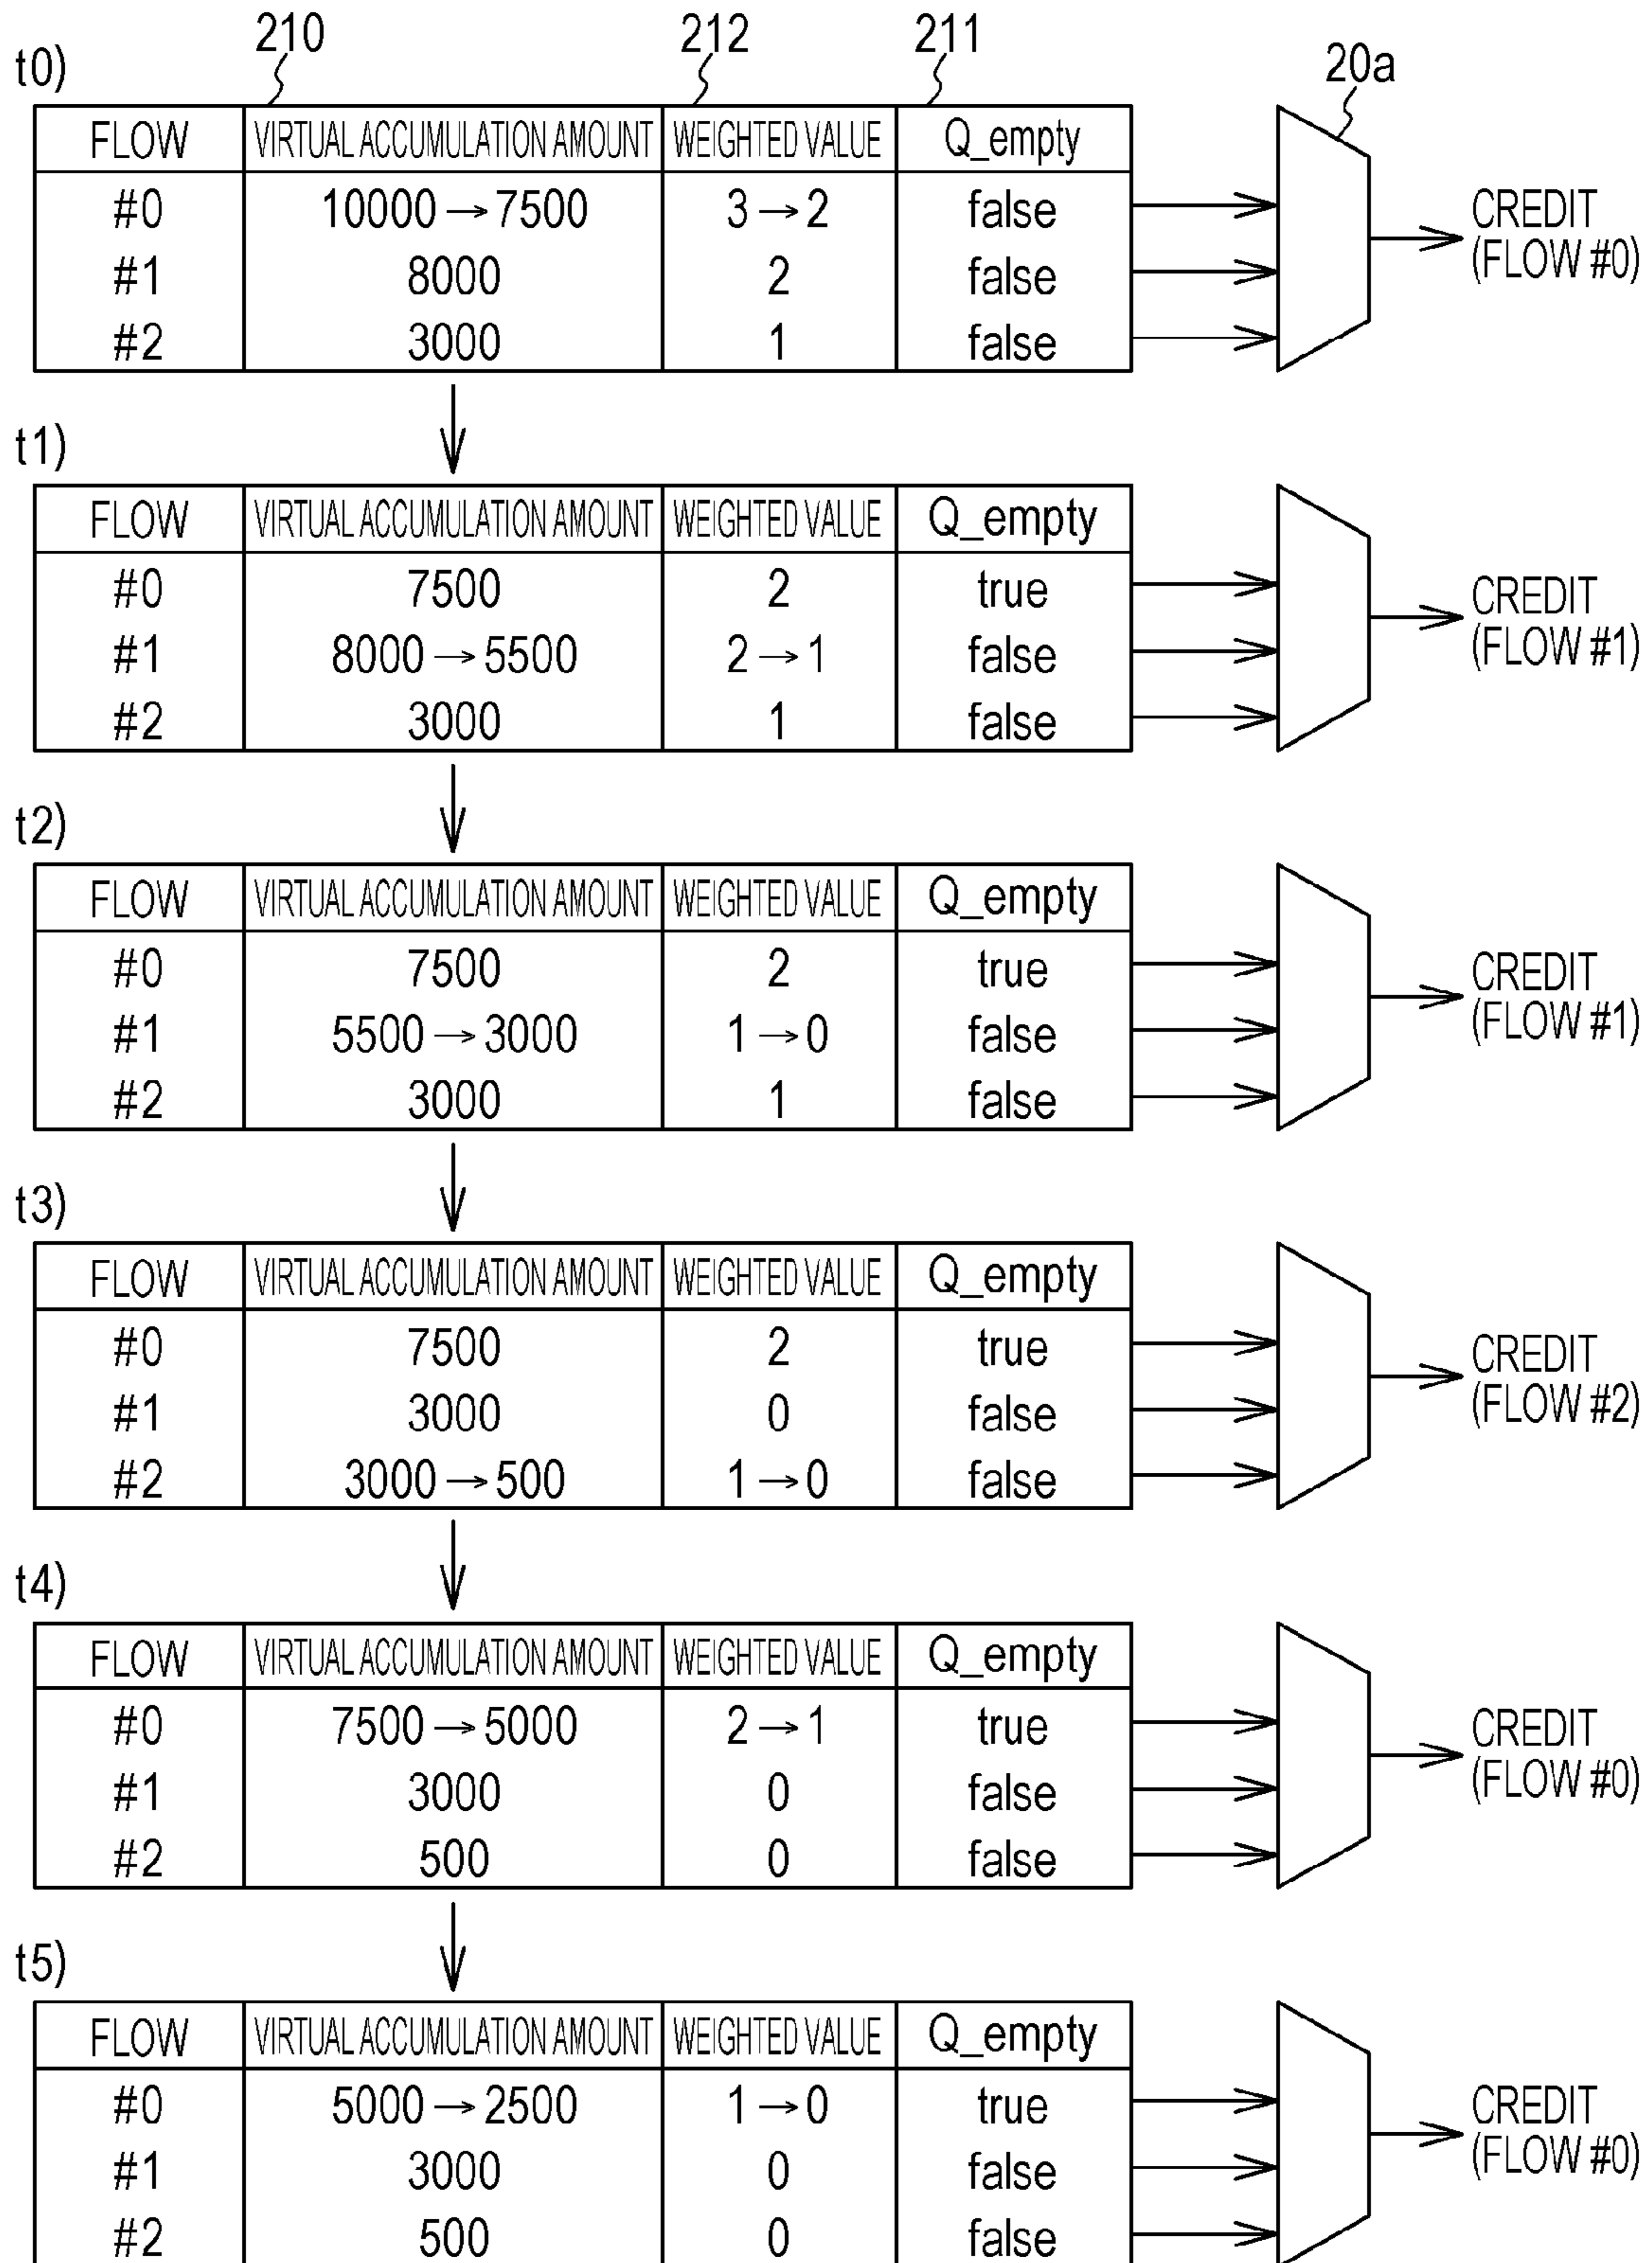 210 212 211
t0) 20a
FLOW VIRTUAL ACCUMULATION AMOUNT WEIGHTED VALUE Q_empty
#0 10000→7500 3→2 false
#1 8000 2 false
#2 3000 1 false
CREDIT
(FLOW #0)
t1)
FLOW VIRTUAL ACCUMULATION AMOUNT WEIGHTED VALUE Q_empty
#0 7500 2 true
#1 8000→5500 2→1 false
#2 3000 1 false
CREDIT
(FLOW #1)
t2)
FLOW VIRTUAL ACCUMULATION AMOUNT WEIGHTED VALUE Q_empty
#0 7500 2 true
#1 5500→3000 1→0 false
#2 3000 1 false
CREDIT
(FLOW #1)
t3)
FLOW VIRTUAL ACCUMULATION AMOUNT WEIGHTED VALUE Q_empty
#0 7500 2 true
#1 3000 0 false
#2 3000→500 1→0 false
CREDIT
(FLOW #2)
t4)
FLOW VIRTUAL ACCUMULATION AMOUNT WEIGHTED VALUE Q_empty
#0 7500→5000 2→1 true
#1 3000 0 false
#2 500 0 false
CREDIT
(FLOW #0)
t5)
FLOW VIRTUAL ACCUMULATION AMOUNT WEIGHTED VALUE Q_empty
#0 5000→2500 1→0 true
#1 3000 0 false
#2 500 0 false
CREDIT
(FLOW #0)